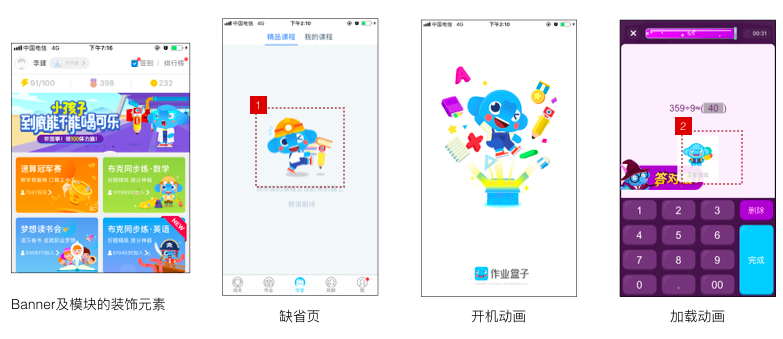 中国电信 4G 下午7:16
李建
签到 | 排行榜
91/100 398 232
小孩子
到底能不能喝可乐
速算冠军赛
布克同步练·数学
梦想读书会
布克同步练·英语
NEW
Banner及模块的装饰元素
中国电信 4G 下午2:10
精品课程 我的课程
1
敬请期待
缺省页
中国电信 4G 下午2:10
A
作业盒子
开机动画
5/5 00:31
359÷9≈( 40 )
2
答对
1 2 3 删除
4 5 6
7 8 9 完成
0 . 00
加载动画